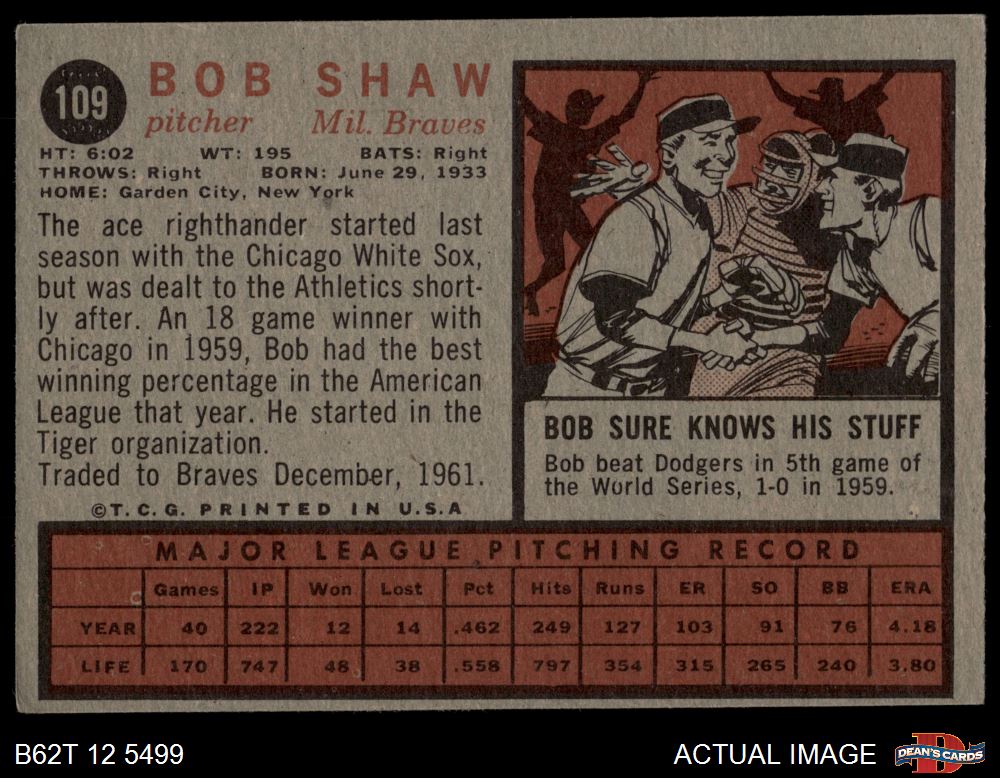 109
BOB SHAW
pitcher Mil. Braves
HT: 6:02 WT: 195 BATS: Right
THROWS: Right BORN: June 29, 1933
HOME: Garden City, New York
The ace righthander started last
season with the Chicago White Sox,
but was dealt to the Athletics short-
ly after. An 18 game winner with
Chicago in 1959, Bob had the best
winning percentage in the American
League that year. He started in the
Tiger organization.
Traded to Braves December, 1961.
©T.C.G. PRINTED IN U.S.A
BOB SURE KNOWS HIS STUFF
Bob beat Dodgers in 5th game of
the World Series, 1-0 in 1959.
MAJOR LEAGUE PITCHING RECORD
Games IP Won Lost Pct Hits Runs ER SO BB ERA
YEAR 40 222 12 14 .462 249 127 103 91 76 4.18
LIFE 170 747 48 38 .558 797 354 315 265 240 3.80
B62T 12 5499
ACTUAL IMAGE
D
DEAN'S CARDS